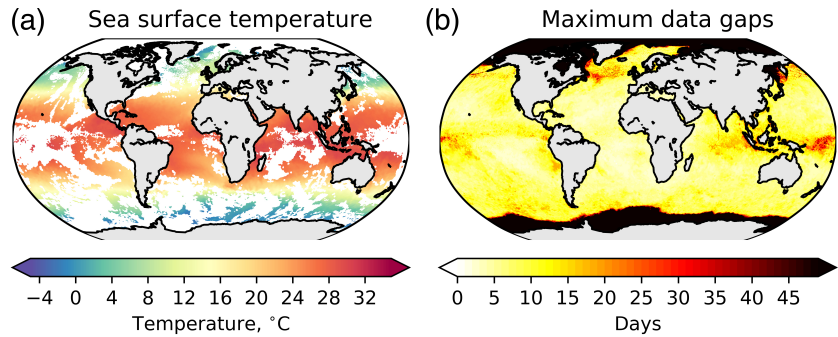 (a) Sea surface temperature
(b) Maximum data gaps
−4 0 4 8 12 16 20 24 28 32
Temperature, °C
0 5 10 15 20 25 30 35 40 45
Days